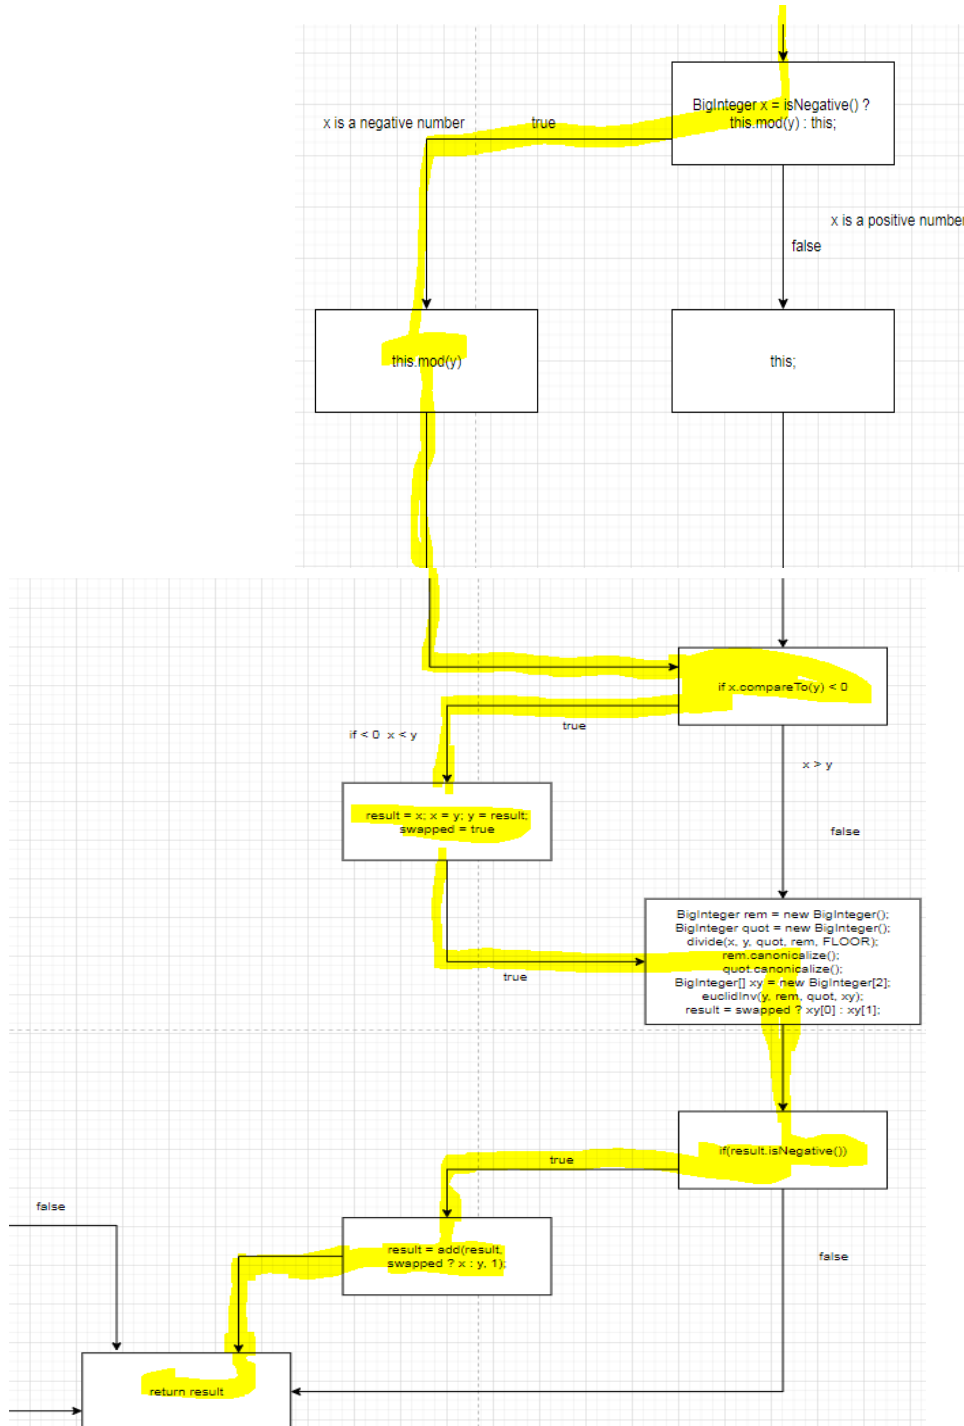 BigInteger x = isNegative() ?
this.mod(y) : this;
x is a negative number
true
x is a positive number
false
this.mod(y)
this;
if x.compareTo(y) < 0
true
if < 0 x < y
x > y
result = x; x = y; y = result;
swapped = true
false
BigInteger rem = new BigInteger();
BigInteger quot = new BigInteger();
divide(x, y, quot, rem, FLOOR);
rem.canonicalize();
quot.canonicalize();
BigInteger[] xy = new BigInteger[2];
euclidInv(y, rem, quot, xy);
result = swapped ? xy[0] : xy[1];
true
if(result.isNegative())
true
false
result = add(result,
swapped ? x : y, 1);
false
return result